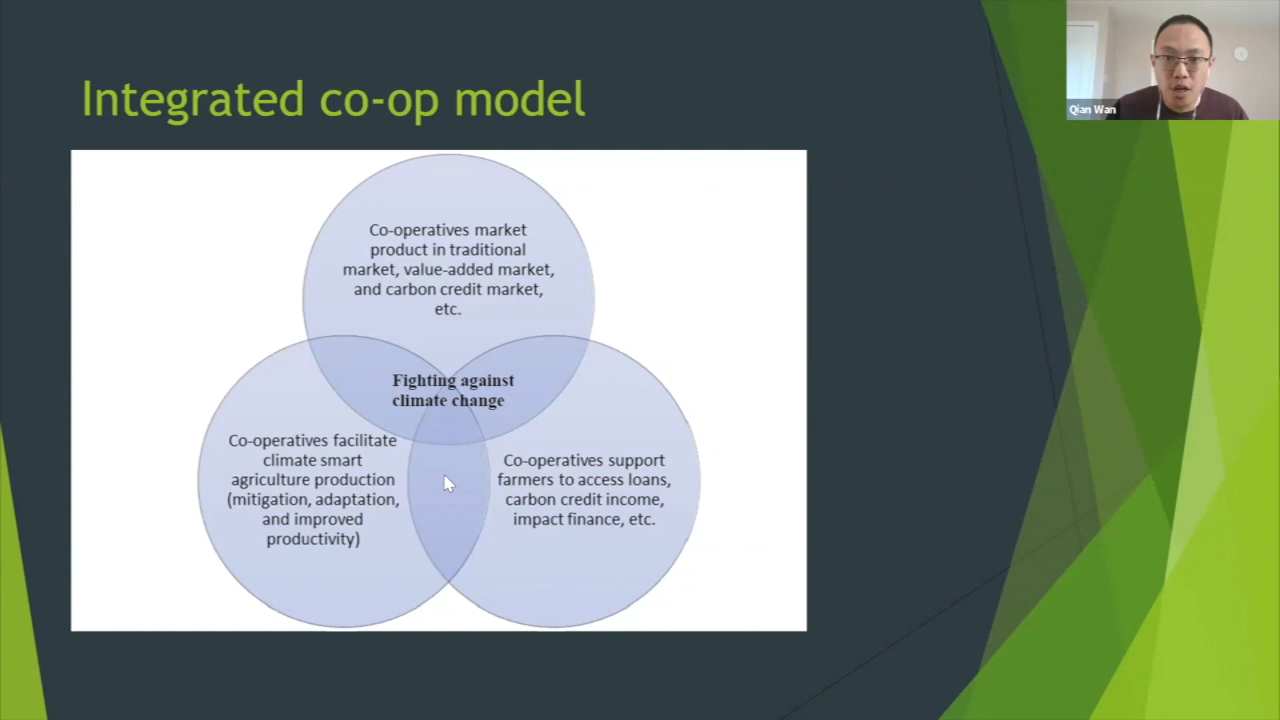 Integrated co-op model
Qian Wan
Co-operatives market
product in traditional
market, value-added market,
and carbon credit market,
etc.
Fighting against
climate change
Co-operatives facilitate
climate smart
agriculture production
(mitigation, adaptation,
and improved
productivity)
Co-operatives support
farmers to access loans,
carbon credit income,
impact finance, etc.